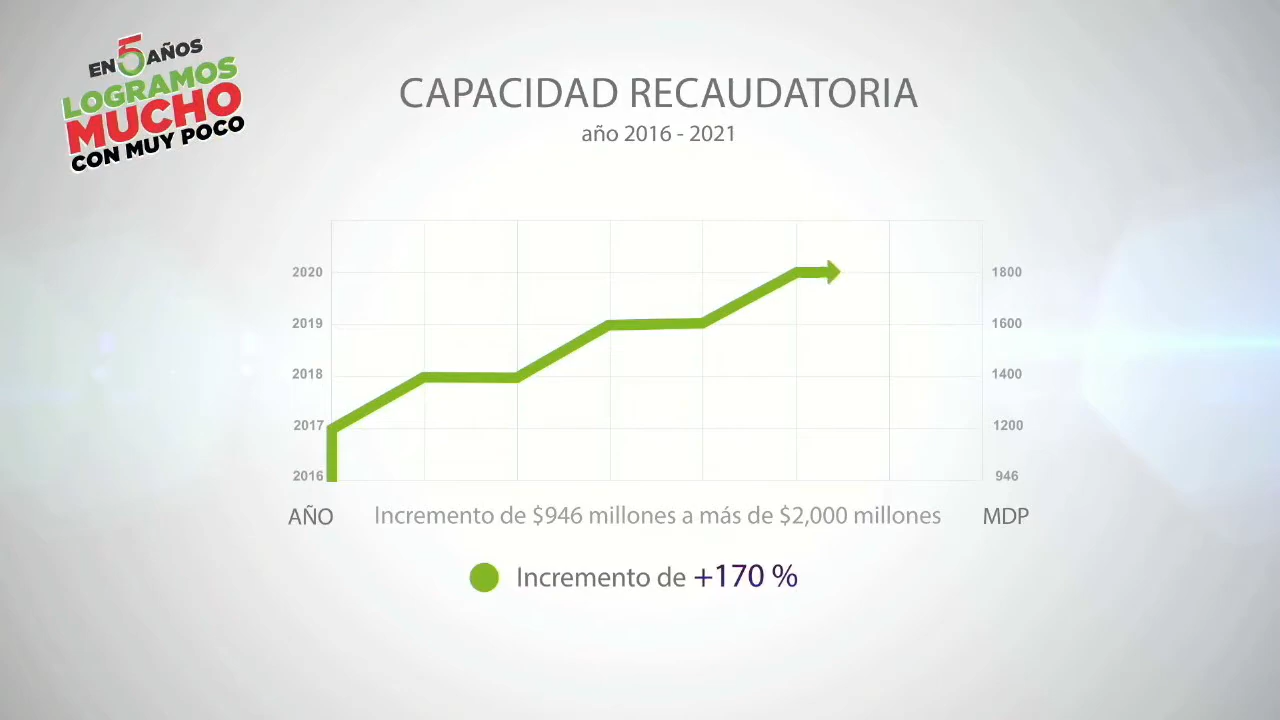 EN 5 AÑOS
LOGRAMOS
MUCHO
CON MUY POCO
CAPACIDAD RECAUDATORIA
año 2016 - 2021
2020
1800
2019
1600
2018
1400
2017
1200
2016
946
AÑO
Incremento de $946 millones a más de $2,000 millones
MDP
Incremento de +170 %